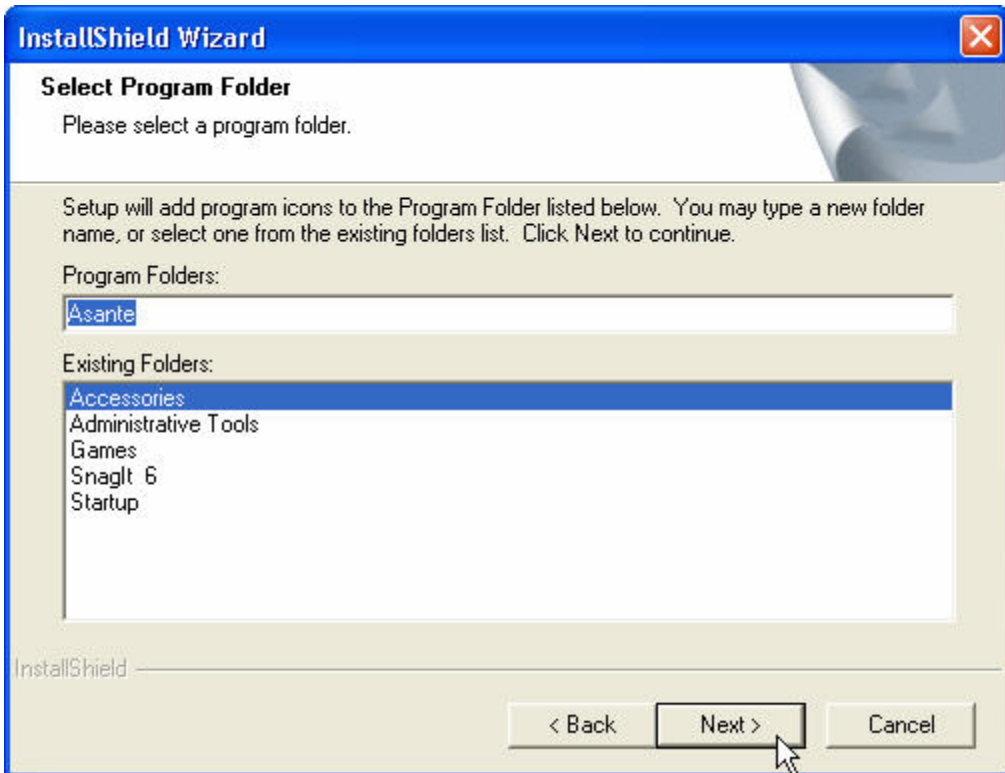 InstallShield Wizard
Select Program Folder
Please select a program folder.
Setup will add program icons to the Program Folder listed below.  You may type a new folder
name, or select one from the existing folders list.  Click Next to continue.
Program Folders:
Asante
Existing Folders:
Accessories
Administrative Tools
Games
SnagIt  6
Startup
InstallShield
< Back
Next >
Cancel